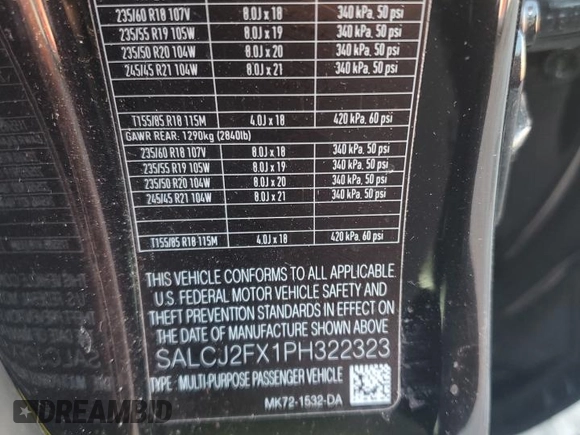 235/60 R18 107V 8.0J x 18 340 kPa, 50 psi
235/55 R19 105W 8.0J x 19 340 kPa, 50 psi
235/50 R20 104W 8.0J x 20 340 kPa, 50 psi
245/45 R21 104W 8.0J x 21 340 kPa, 50 psi
T155/85 R18 115M 4.0J x 18 420 kPa, 60 psi
GAWR REAR: 1290kg (2840lb)
235/60 R18 107V 8.0J x 18 340 kPa, 50 psi
235/55 R19 105W 8.0J x 19 340 kPa, 50 psi
235/50 R20 104W 8.0J x 20 340 kPa, 50 psi
245/45 R21 104W 8.0J x 21 340 kPa, 50 psi
T155/85 R18 115M 4.0J x 18 420 kPa, 60 psi
THIS VEHICLE CONFORMS TO ALL APPLICABLE
U.S. FEDERAL MOTOR VEHICLE SAFETY AND
THEFT PREVENTION STANDARDS IN EFFECT ON
THE DATE OF MANUFACTURE SHOWN ABOVE
SALCJ2FX1PH322323
TYPE: MULTI-PURPOSE PASSENGER VEHICLE
MK72-1532-DA
DREAMBID